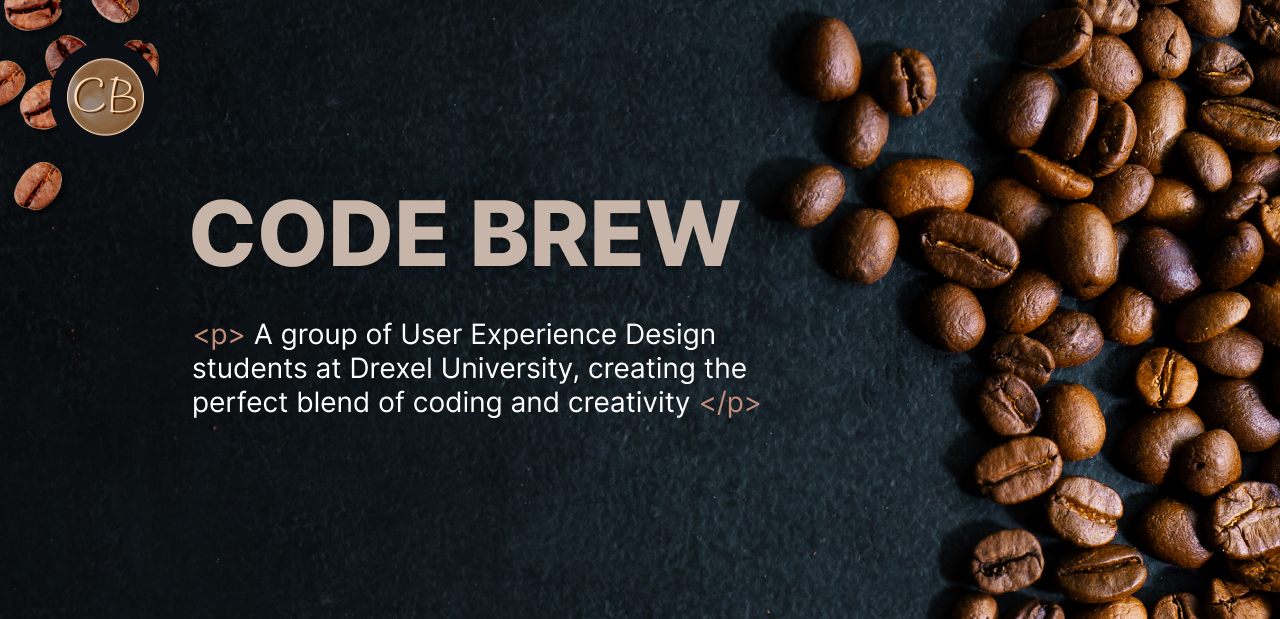 CB
CODE BREW
<p> A group of User Experience Design
students at Drexel University, creating the
perfect blend of coding and creativity </p>